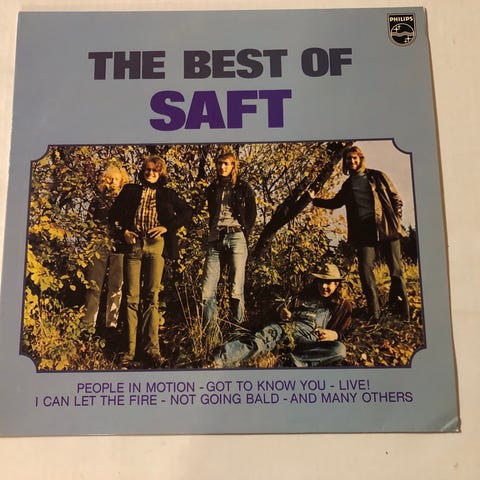 PHILIPS
THE BEST OF
SAFT
PEOPLE IN MOTION - GOT TO KNOW YOU - LIVE!
I CAN LET THE FIRE - NOT GOING BALD - AND MANY OTHERS